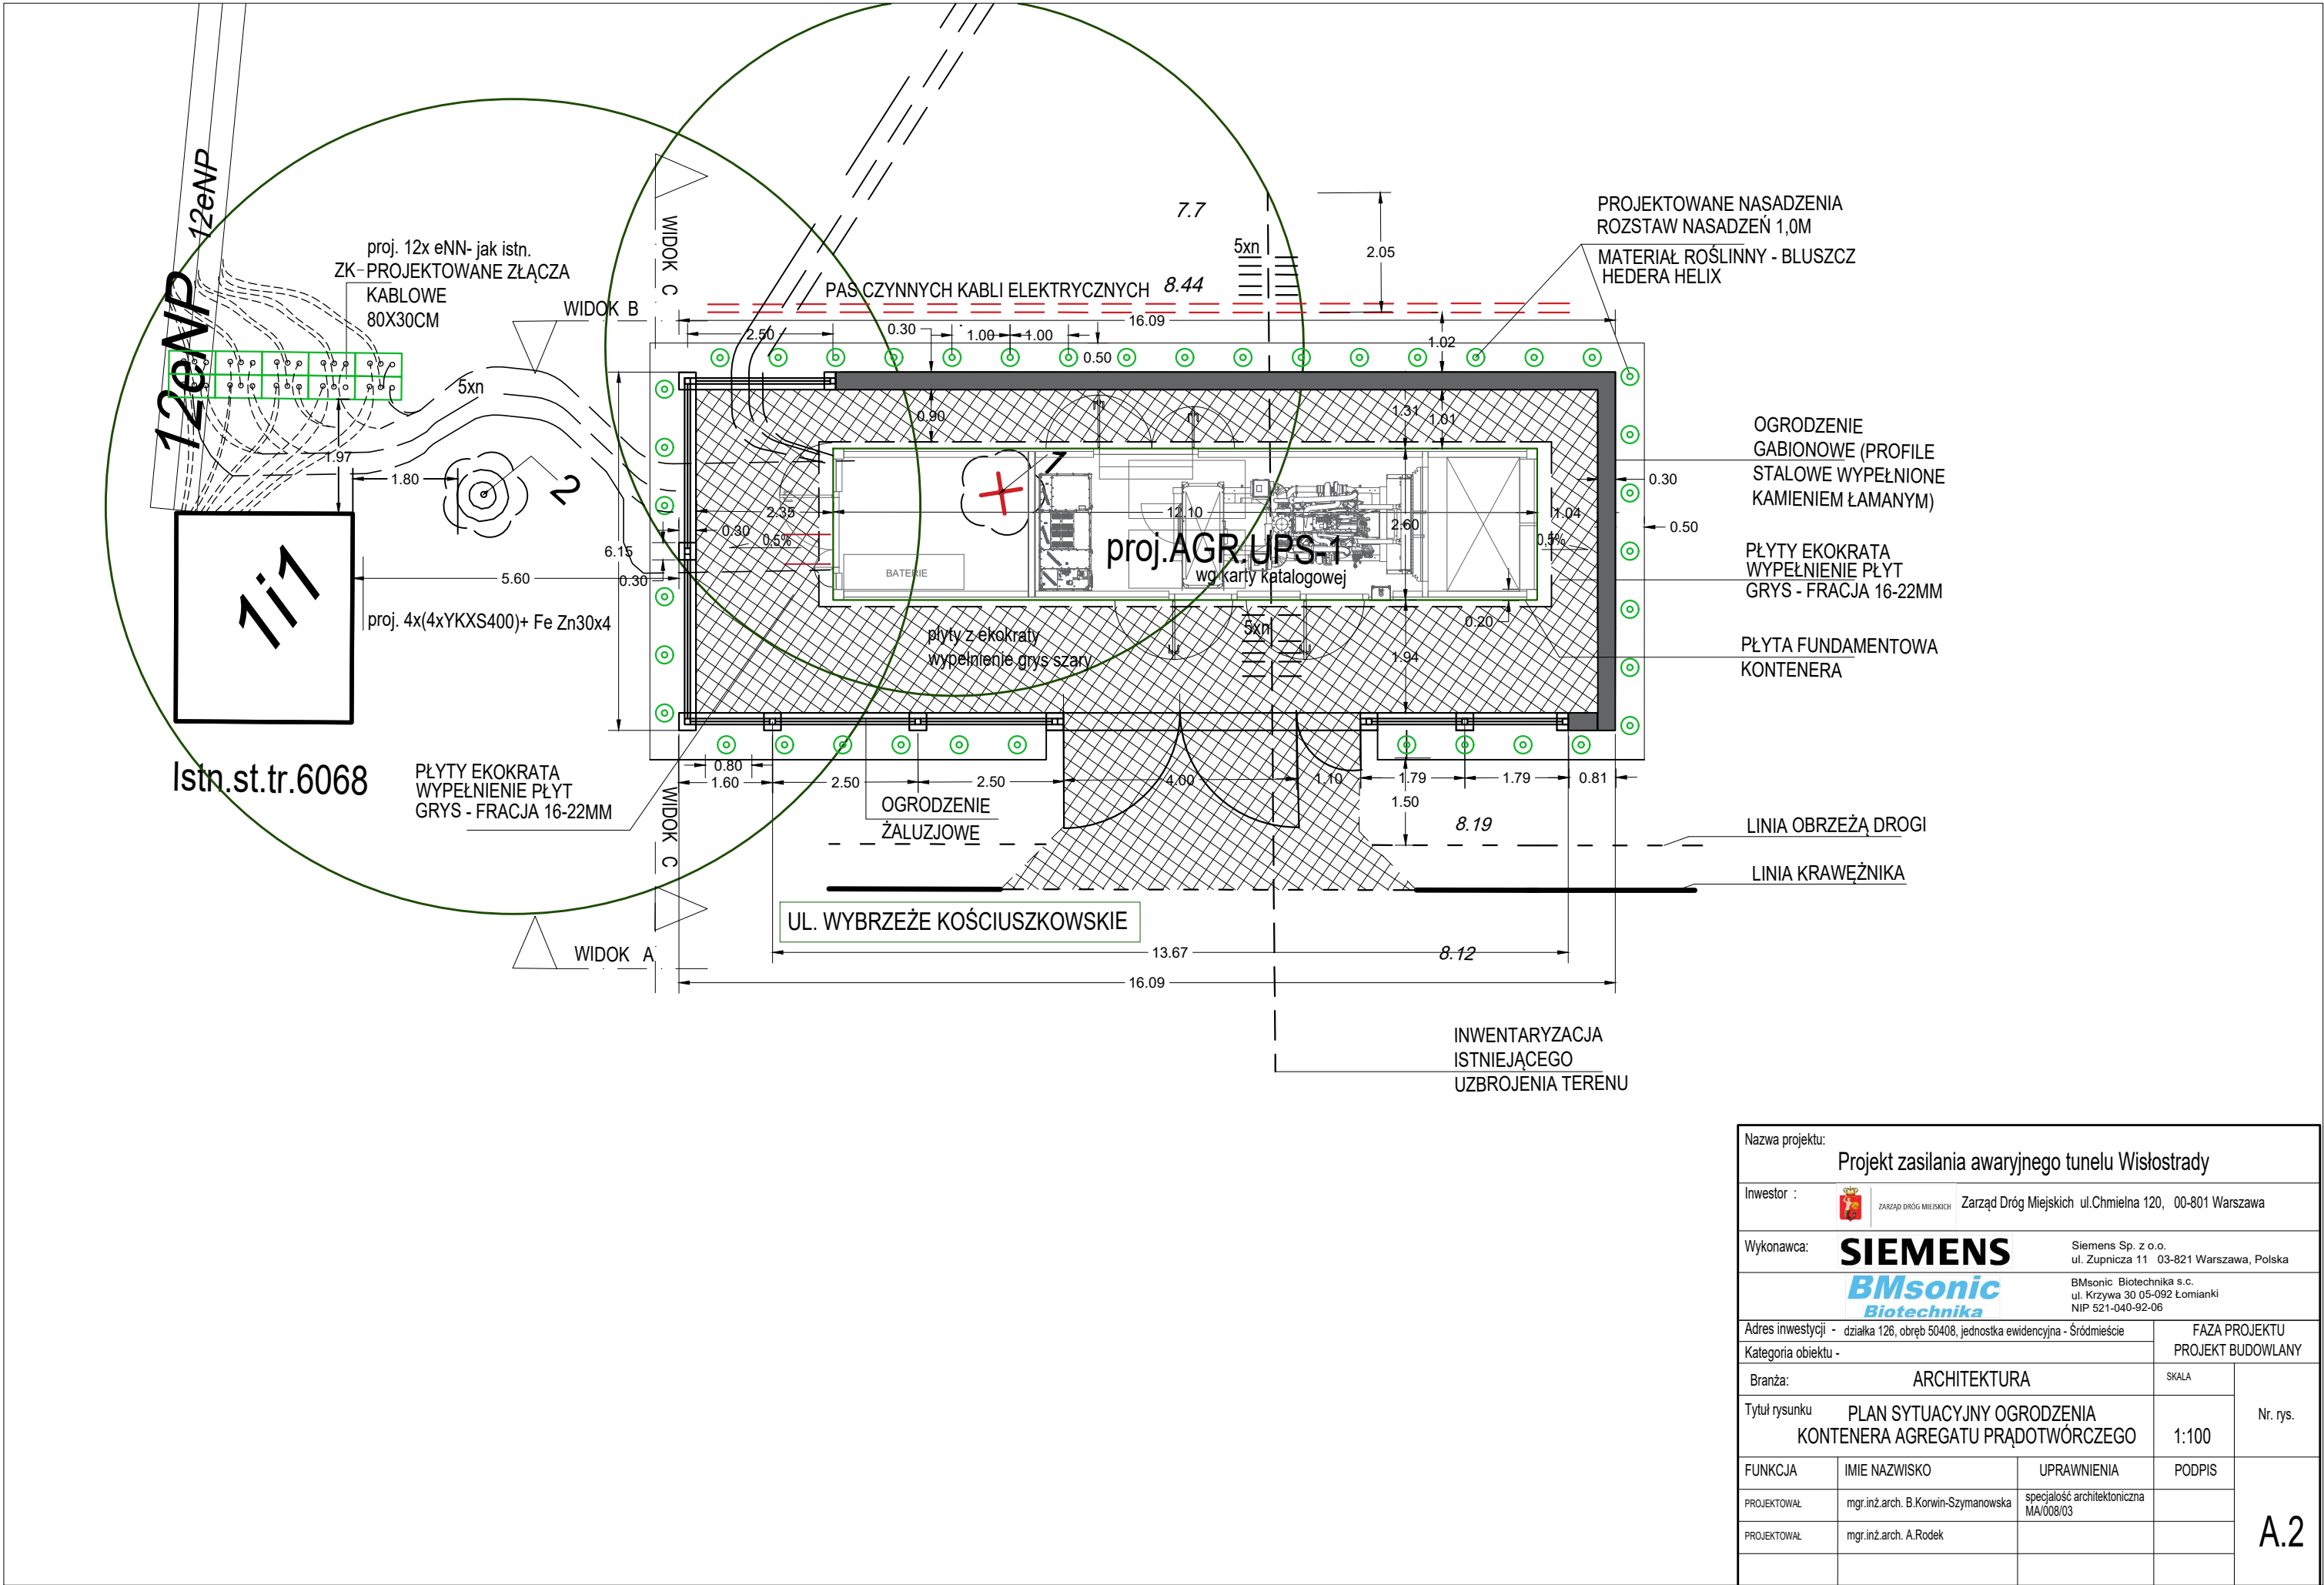 12eNP
12eNP
proj. 12x eNN- jak istn.
ZK-PROJEKTOWANE ZŁĄCZA
KABLOWE
80X30CM
WIDOK B
WIDOK C
7.7
5xn
2.05
PAS CZYNNYCH KABLI ELEKTRYCZNYCH
8.44
PROJEKTOWANE NASADZENIA
ROZSTAW NASADZEŃ 1,0M
MATERIAŁ ROŚLINNY - BLUSZCZ
HEDERA HELIX
16.09
2.50
0.30
1.00
1.00
0.50
1.02
5xn
0.90
1.31
1.01
OGRODZENIE
GABIONOWE (PROFILE
STALOWE WYPEŁNIONE
KAMIENIEM ŁAMANYM)
1.97
1.80
2
1
0.30
2.35
12.10
2.60
1.04
0.30
0.50
6.15
0,5%
0,5%
proj.AGR.UPS-1
wg karty katalogowej
BATERIE
5.60
0.30
1i1
proj. 4x(4xYKXS400)+ Fe Zn30x4
PŁYTY EKOKRATA
WYPEŁNIENIE PŁYT
GRYS - FRACJA 16-22MM
płyty z ekokraty
wypełnienie grys szary
5xn
0.20
1.94
PŁYTA FUNDAMENTOWA
KONTENERA
Istn.st.tr.6068
PŁYTY EKOKRATA
WYPEŁNIENIE PŁYT
GRYS - FRACJA 16-22MM
0.80
1.60
2.50
2.50
4.00
1.10
1.79
1.79
0.81
1.50
OGRODZENIE
ŻALUZJOWE
WIDOK C
8.19
LINIA OBRZEŻĄ DROGI
LINIA KRAWĘŻNIKA
UL. WYBRZEŻE KOŚCIUSZKOWSKIE
WIDOK A
13.67
8.12
16.09
INWENTARYZACJA
ISTNIEJĄCEGO
UZBROJENIA TERENU
Nazwa projektu:
Projekt zasilania awaryjnego tunelu Wisłostrady
Inwestor :
ZARZĄD DRÓG MIEJSKICH
Zarząd Dróg Miejskich ul.Chmielna 120, 00-801 Warszawa
Wykonawca:
SIEMENS
Siemens Sp. z o.o.
ul. Zupnicza 11 03-821 Warszawa, Polska
BMsonic
Biotechnika
BMsonic Biotechnika s.c.
ul. Krzywa 30 05-092 Łomianki
NIP 521-040-92-06
Adres inwestycji - działka 126, obręb 50408, jednostka ewidencyjna - Śródmieście
FAZA PROJEKTU
PROJEKT BUDOWLANY
Kategoria obiektu -
Branża:
ARCHITEKTURA
SKALA
Tytuł rysunku
PLAN SYTUACYJNY OGRODZENIA
KONTENERA AGREGATU PRĄDOTWÓRCZEGO
1:100
Nr. rys.
FUNKCJA
IMIE NAZWISKO
UPRAWNIENIA
PODPIS
PROJEKTOWAŁ
mgr.inż.arch. B.Korwin-Szymanowska
specjalość architektoniczna
MA/008/03
PROJEKTOWAŁ
mgr.inż.arch. A.Rodek
A.2